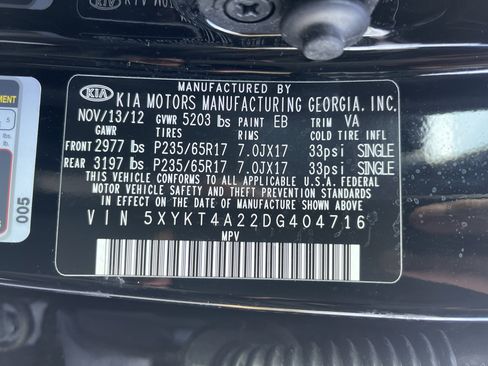 MANUFACTURED BY
KIA KIA MOTORS MANUFACTURING GEORGIA, INC.
NOV/13/12 GVWR 5203 lbs PAINT EB TRIM VA
GAWR TIRES RIMS COLD TIRE INF.
FRONT 2977 lbs P235/65R17 7.0JX17 33psi SINGLE
REAR 3197 lbs P235/65R17 7.0JX17 33psi SINGLE
THIS VEHICLE CONFORMS TO ALL APPLICABLE U.S.A. FEDERAL
MOTOR VEHICLE SAFETY AND THEFT PREVENTION STANDARDS
IN EFFECT ON THE DATE OF MANUFACTURE SHOWN ABOVE
VIN 5XYKT4A22DG404716
MPV
005